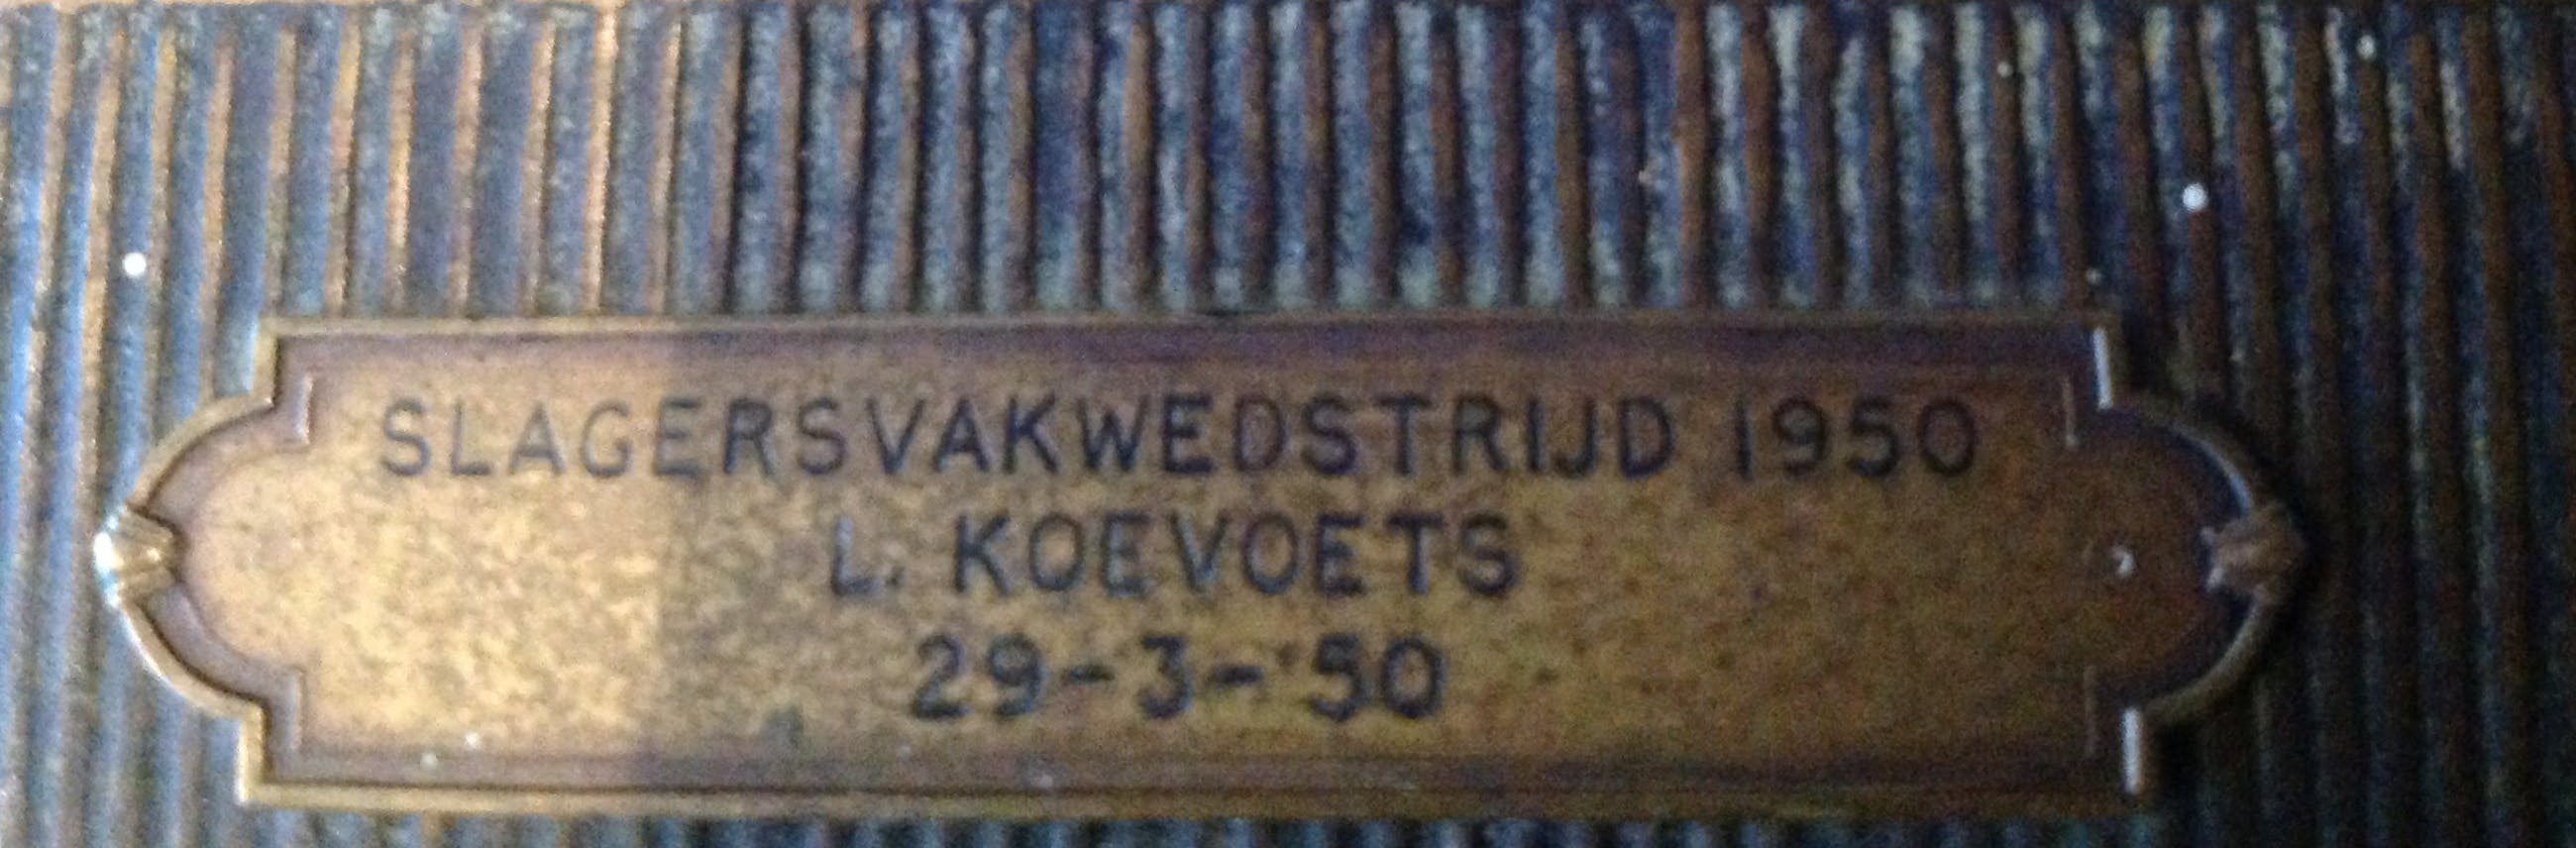 SLAGERSVAKWEDSTRIJD 1950
L. KOEVOETS
29-3-'50